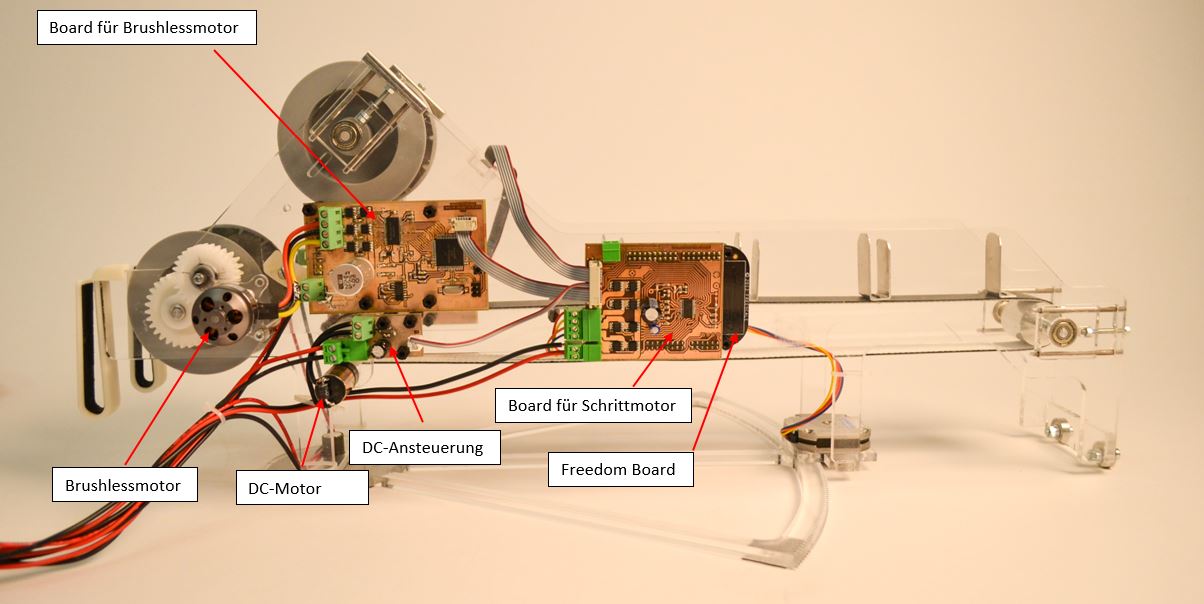 Board für Brushlessmotor
Board für Schrittmotor
DC-Ansteuerung
Freedom Board
Brushlessmotor
DC-Motor